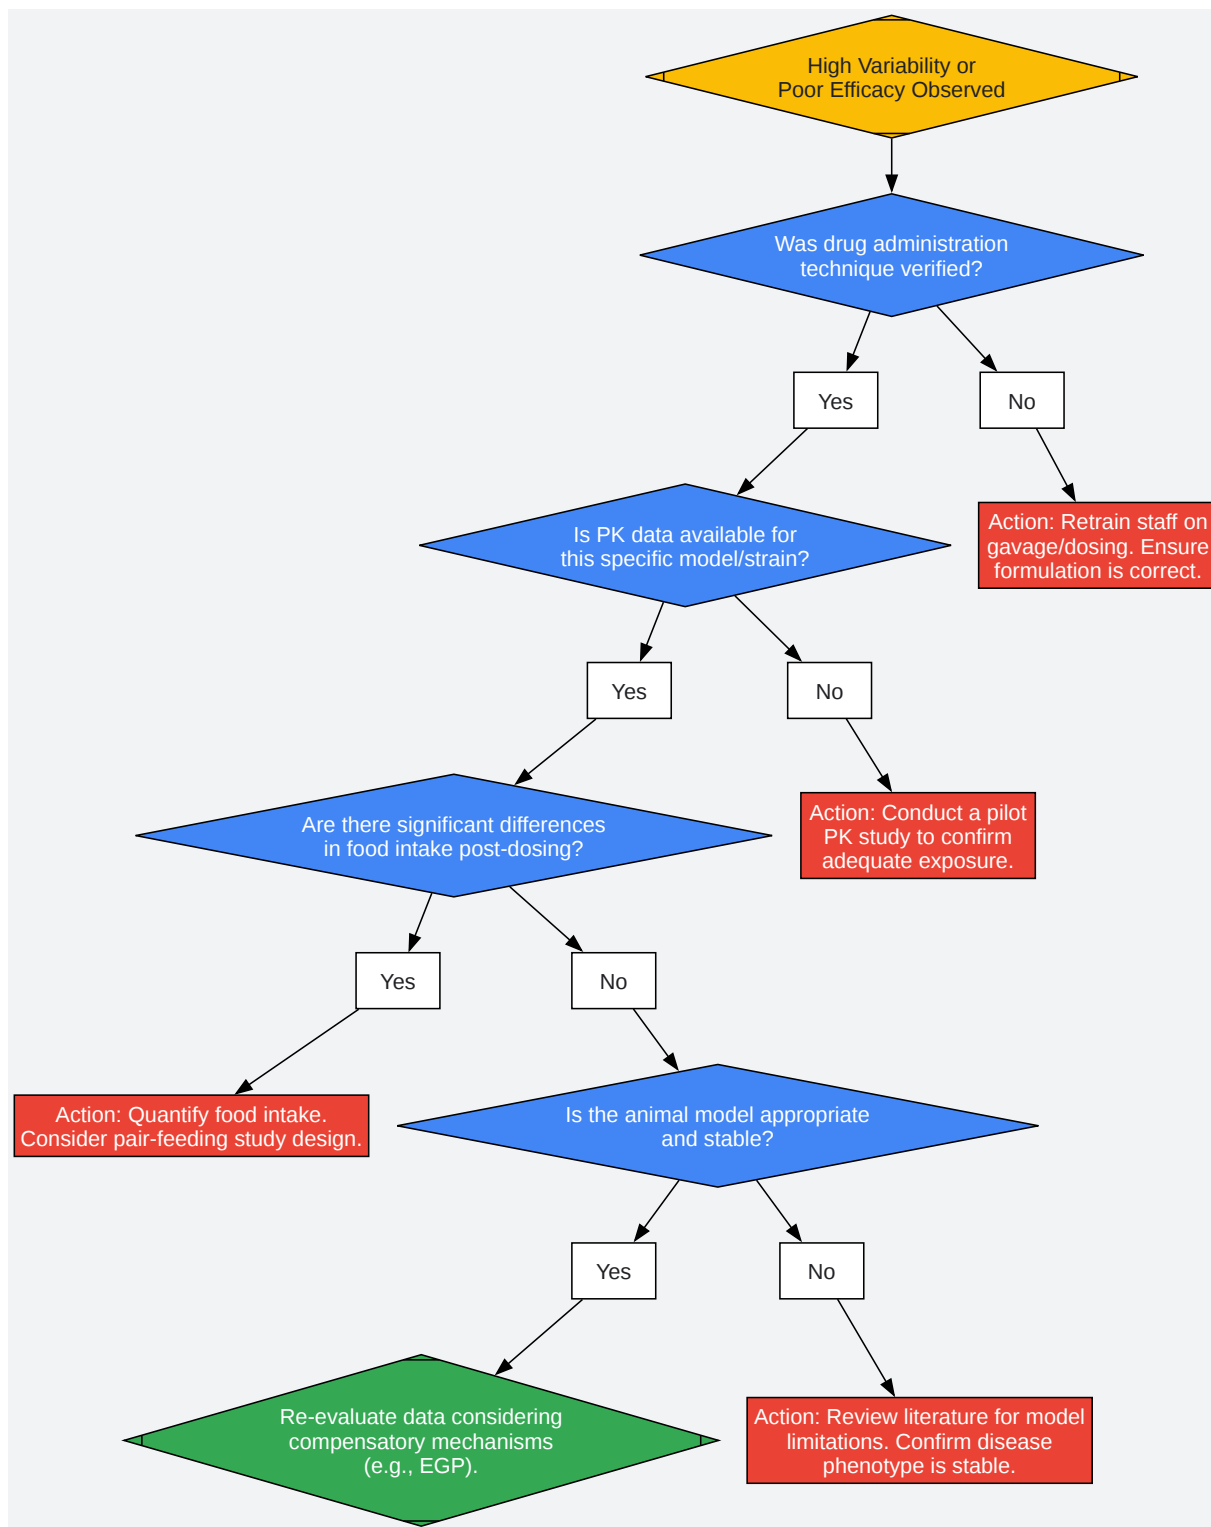 High Variability or
Poor Efficacy Observed
Was drug administration
technique verified?
Yes
No
Is PK data available for
this specific model/strain?
Action: Retrain staff on
gavage/dosing. Ensure
formulation is correct.
Yes
No
Are there significant differences
in food intake post-dosing?
Action: Conduct a pilot
PK study to confirm
adequate exposure.
Yes
No
Action: Quantify food intake.
Consider pair-feeding study design.
Is the animal model appropriate
and stable?
Yes
No
Re-evaluate data considering
compensatory mechanisms
(e.g., EGP).
Action: Review literature for model
limitations. Confirm disease
phenotype is stable.